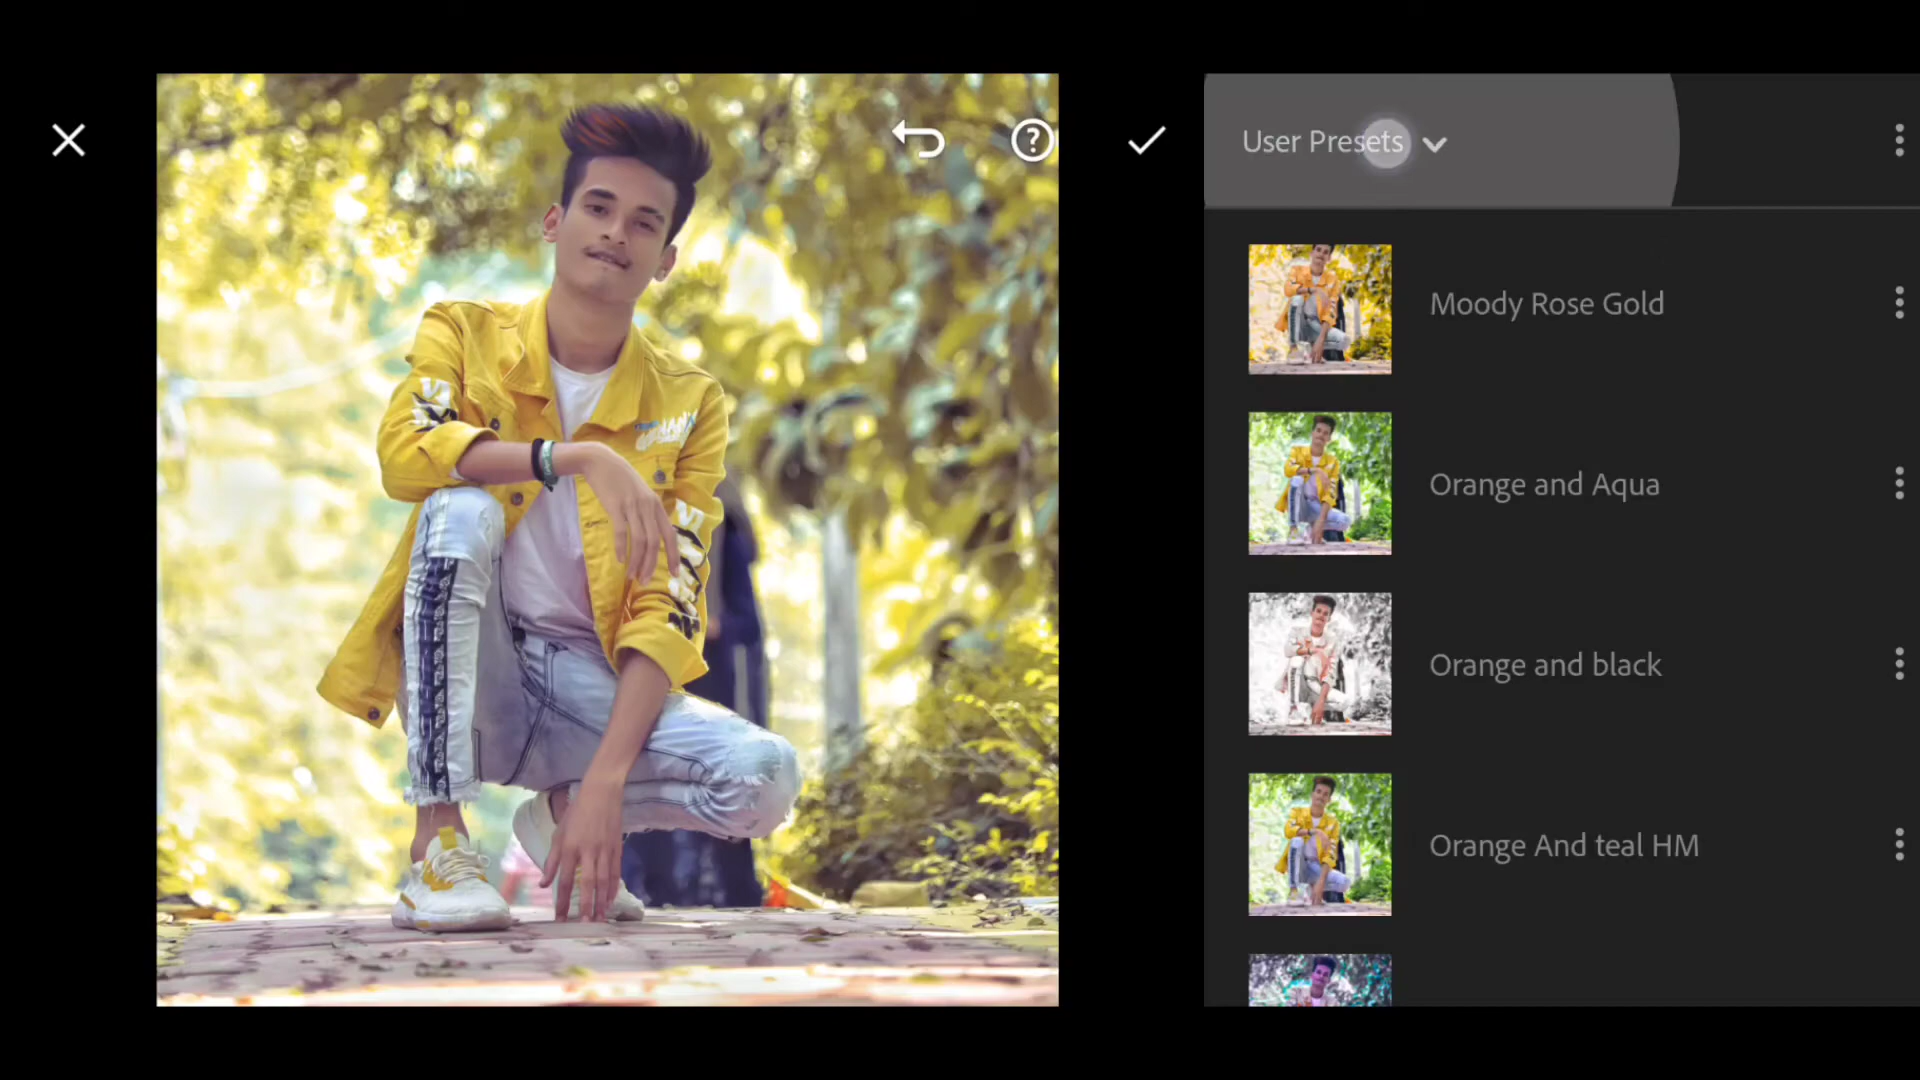 User Presets
Moody Rose Gold
Orange and Aqua
Orange and black
Orange And teal HM